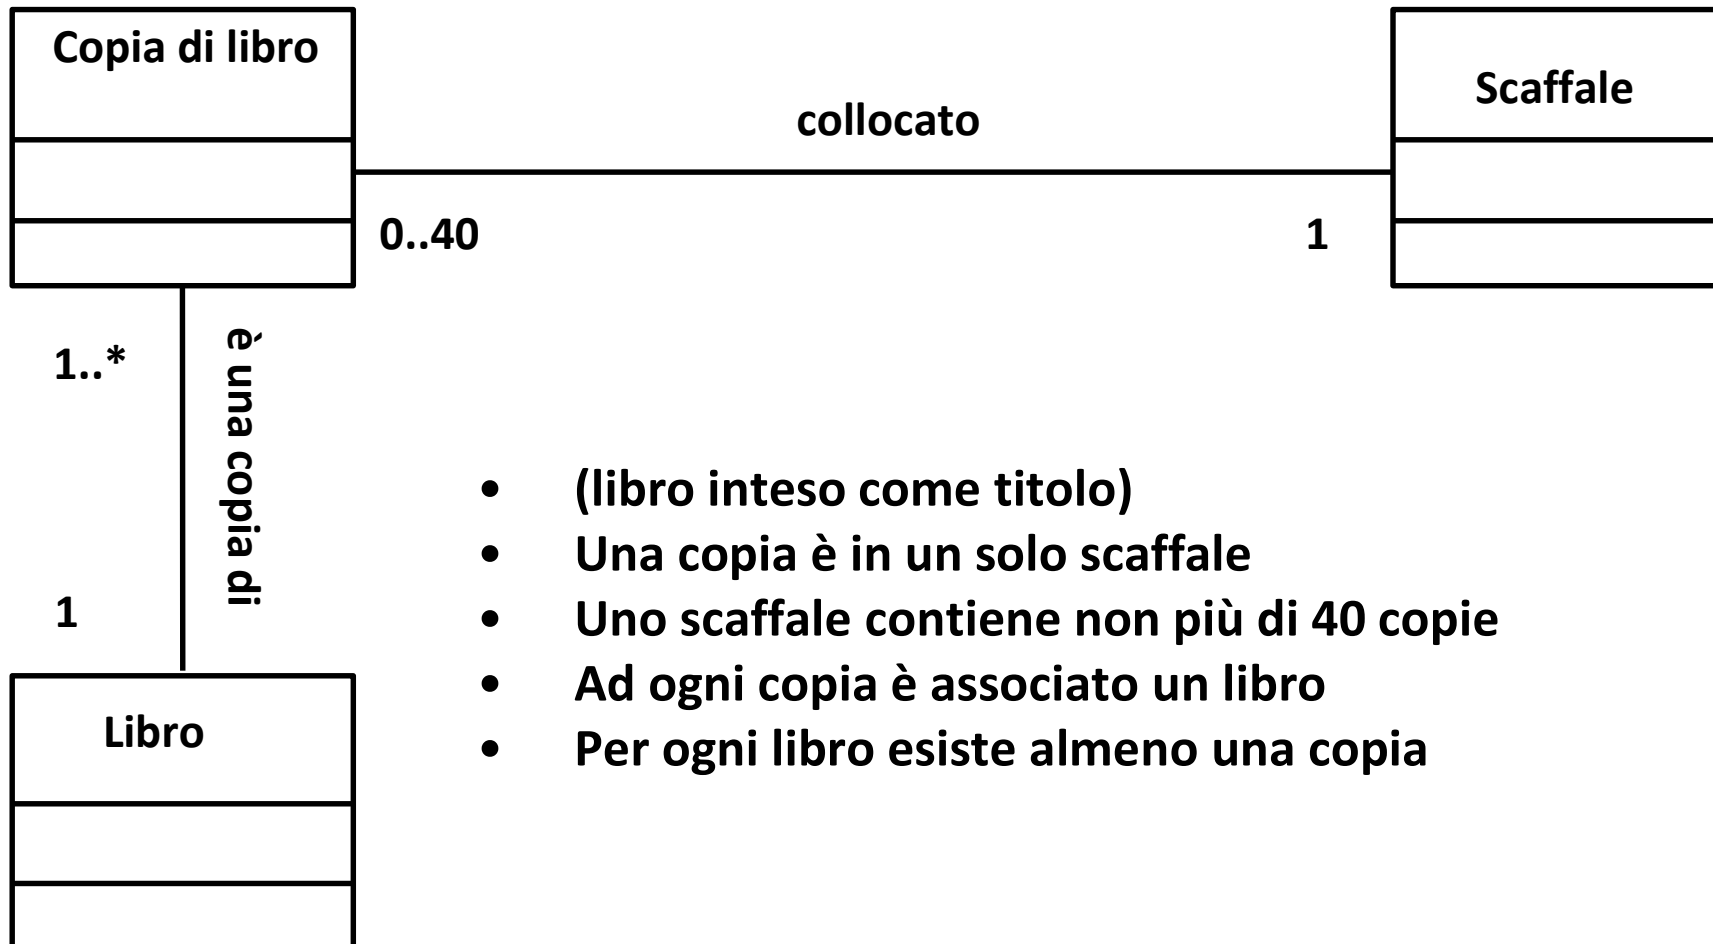 Copia di libro
Scaffale
collocato
0..40
1
1..*
è una copia di
1
Libro
• (libro inteso come titolo)
• Una copia è in un solo scaffale
• Uno scaffale contiene non più di 40 copie
• Ad ogni copia è associato un libro
• Per ogni libro esiste almeno una copia